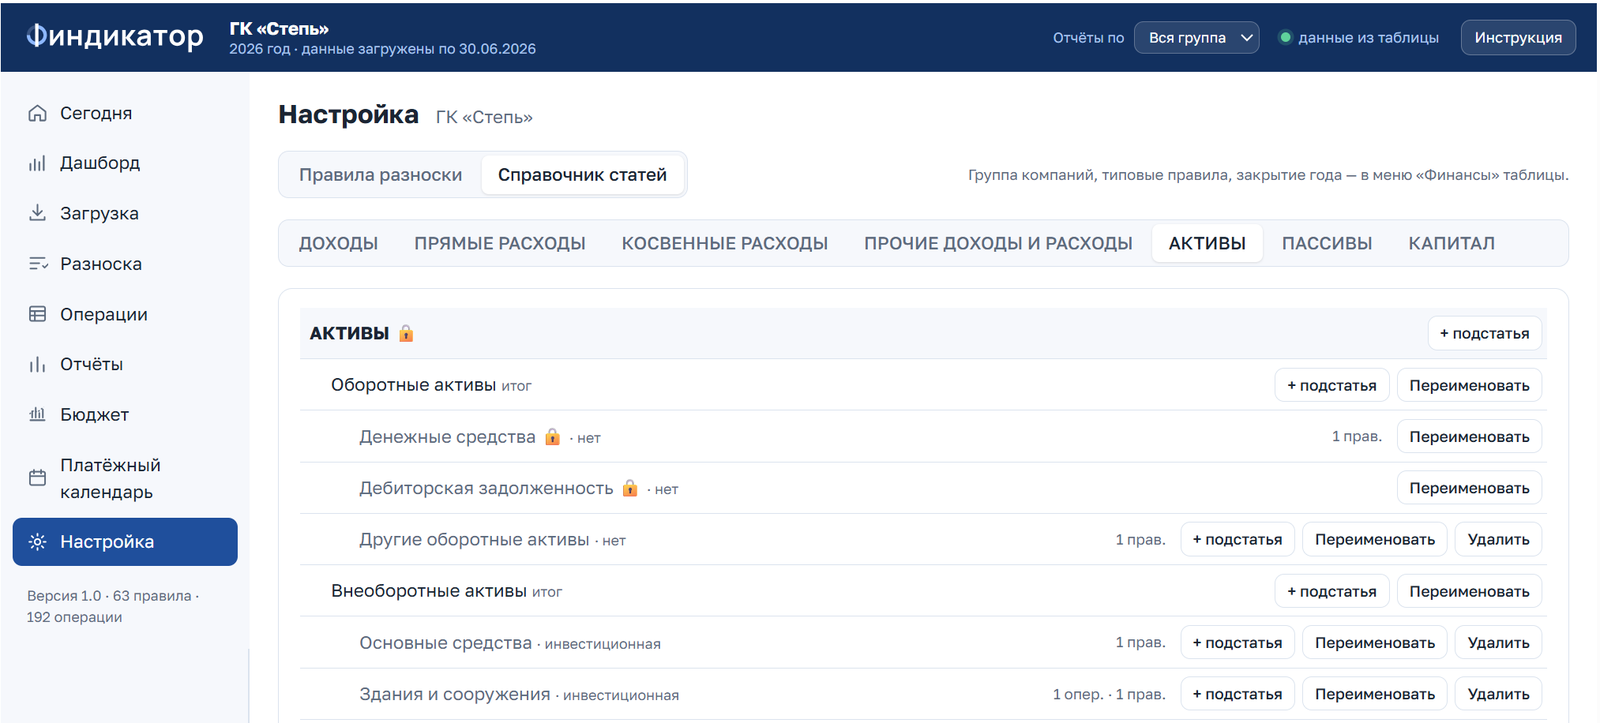 Финдикатор
ГК «Степь»
2026 год · данные загружены по 30.06.2026
Отчёты по
Вся группа
данные из таблицы
Инструкция
Сегодня
Дашборд
Загрузка
Разноска
Операции
Отчёты
Бюджет
Платёжный
календарь
Настройка
Версия 1.0 · 63 правила ·
192 операции
Настройка ГК «Степь»
Правила разноски Справочник статей
Группа компаний, типовые правила, закрытие года — в меню «Финансы» таблицы.
ДОХОДЫ ПРЯМЫЕ РАСХОДЫ КОСВЕННЫЕ РАСХОДЫ ПРОЧИЕ ДОХОДЫ И РАСХОДЫ АКТИВЫ ПАССИВЫ КАПИТАЛ
АКТИВЫ + подстатья
Оборотные активы итог + подстатья Переименовать
Денежные средства · нет 1 прав. Переименовать
Дебиторская задолженность · нет Переименовать
Другие оборотные активы · нет 1 прав. + подстатья Переименовать Удалить
Внеоборотные активы итог + подстатья Переименовать
Основные средства · инвестиционная 1 прав. + подстатья Переименовать Удалить
Здания и сооружения · инвестиционная 1 опер. · 1 прав. + подстатья Переименовать Удалить